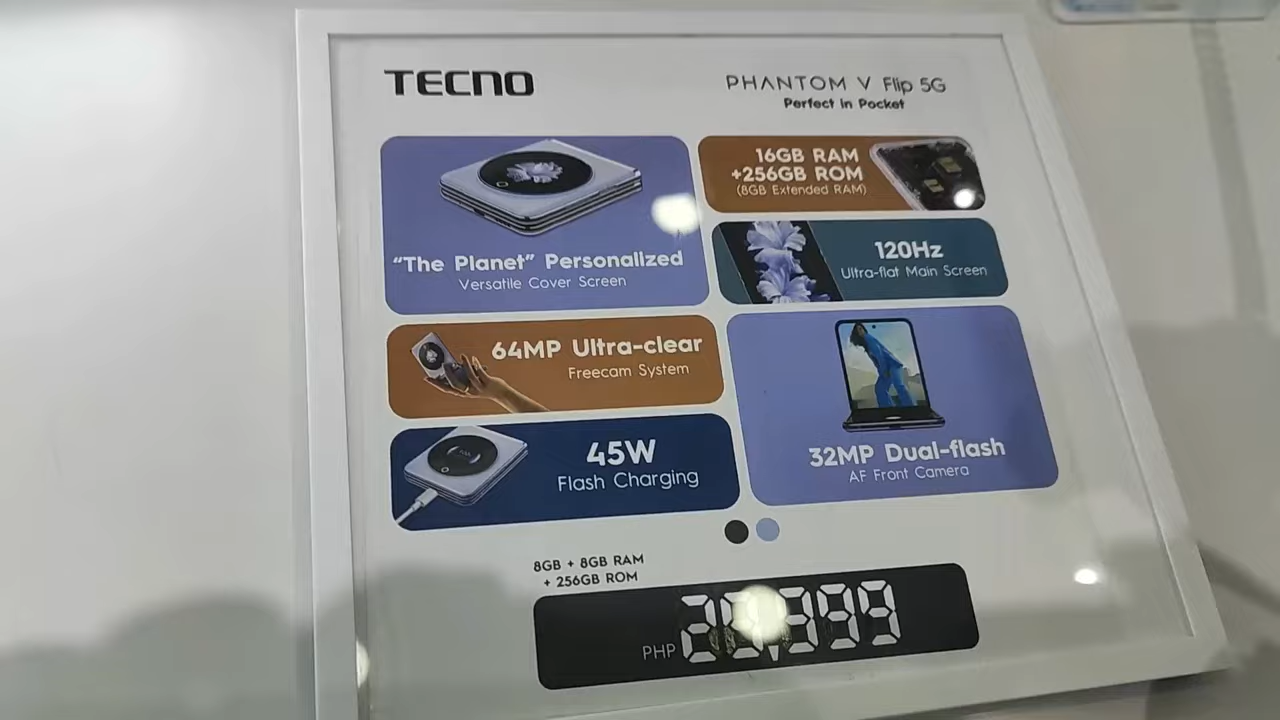 TECNO
PHANTOM V Flip 5G
Perfect in Pocket
"The Planet" Personalized
Versatile Cover Screen
16GB RAM
+256GB ROM
(8GB Extended RAM)
120Hz
Ultra-flat Main Screen
64MP Ultra-clear
Freecam System
45W
Flash Charging
32MP Dual-flash
AF Front Camera
8GB + 8GB RAM
+ 256GB ROM
PHP